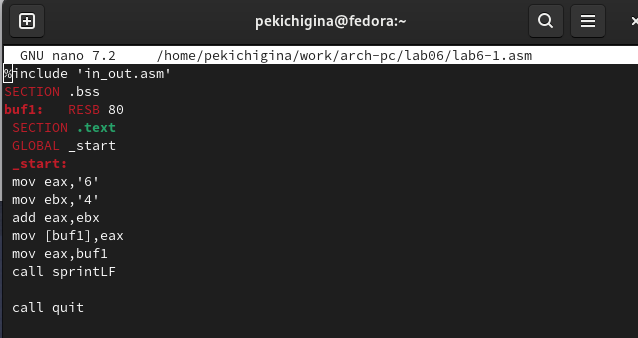 pekichigina@fedora:~
GNU nano 7.2 /home/pekichigina/work/arch-pc/lab06/lab6-1.asm
%include 'in_out.asm'
SECTION .bss
buf1: RESB 80
SECTION .text
GLOBAL _start
_start:
mov eax,'6'
mov ebx,'4'
add eax,ebx
mov [buf1],eax
mov eax,buf1
call sprintLF
call quit